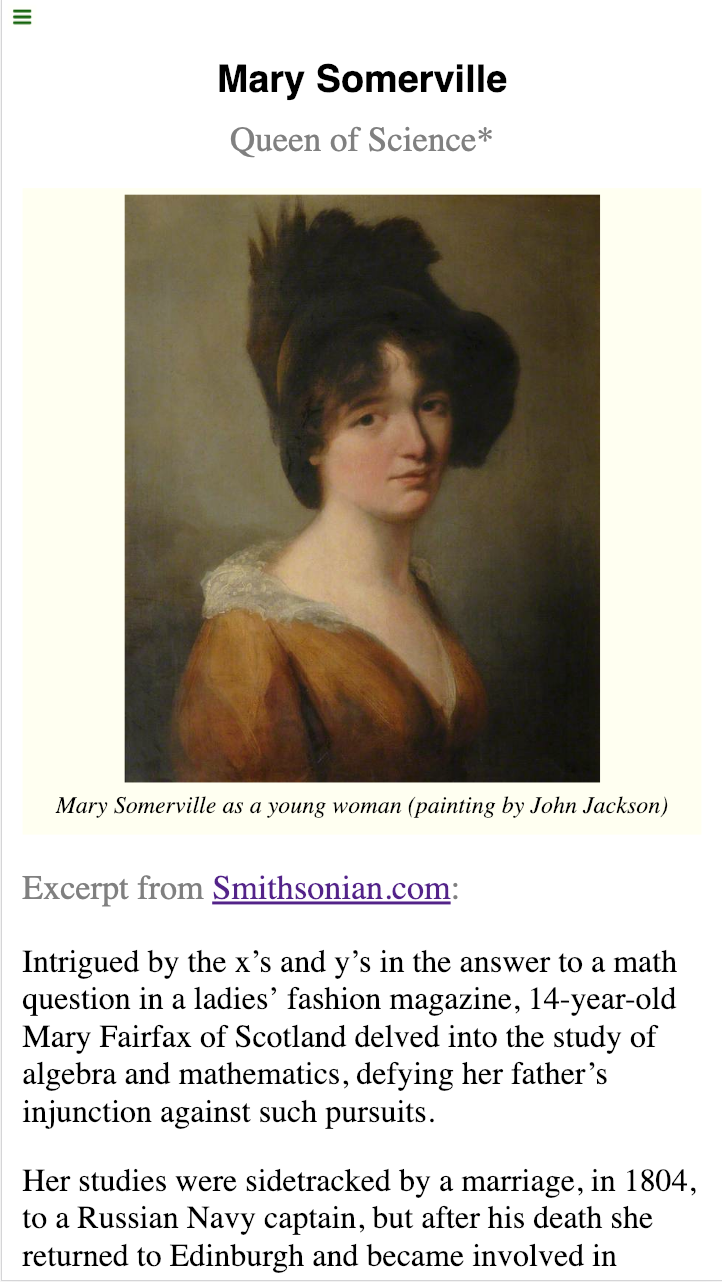 Mary Somerville
Queen of Science*
Mary Somerville as a young woman (painting by John Jackson)
Excerpt from Smithsonian.com:
Intrigued by the x’s and y’s in the answer to a math
question in a ladies’ fashion magazine, 14-year-old
Mary Fairfax of Scotland delved into the study of
algebra and mathematics, defying her father’s
injunction against such pursuits.
Her studies were sidetracked by a marriage, in 1804,
to a Russian Navy captain, but after his death she
returned to Edinburgh and became involved in